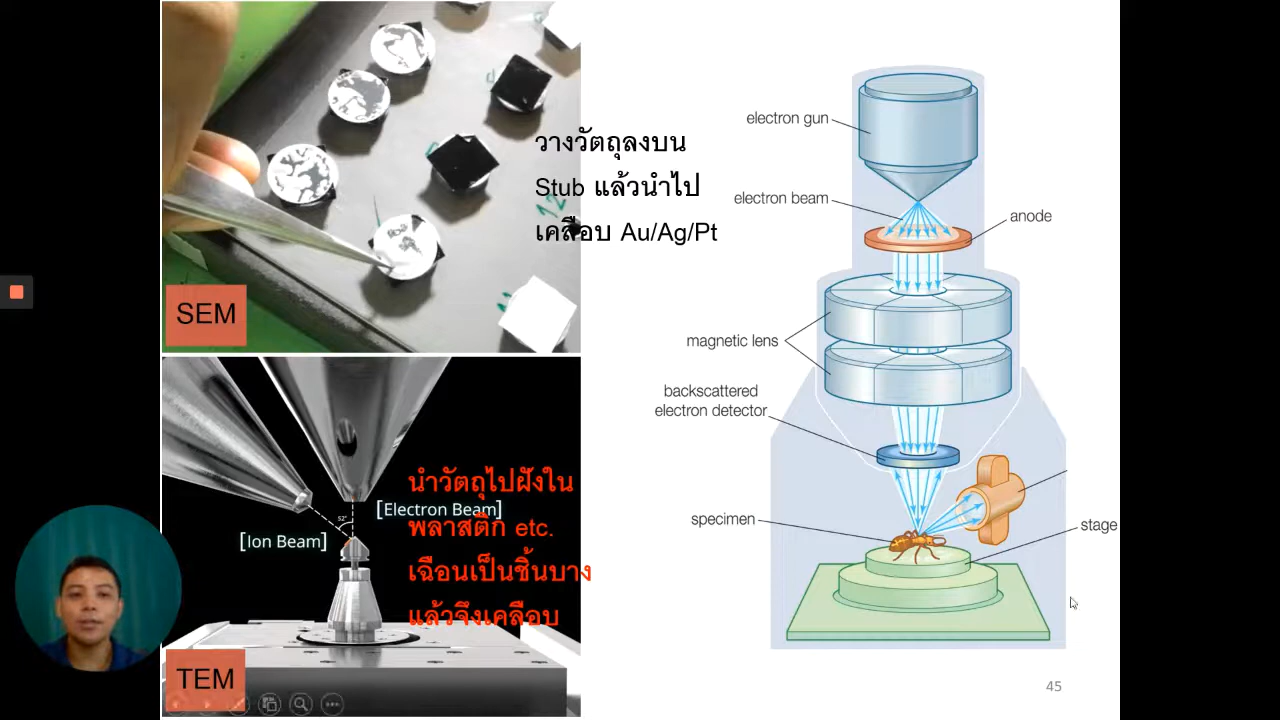 วางวัตถุลงบน
Stub แล้วนำไป
เคลือบ Au/Ag/Pt
SEM
12
[Electron Beam]
52°
[Ion Beam]
นำวัตถุไปฝังใน
พลาสติก etc.
เฉือนเป็นชิ้นบาง
แล้วจึงเคลือบ
TEM
electron gun
electron beam
anode
magnetic lens
backscattered
electron detector
specimen
stage
45